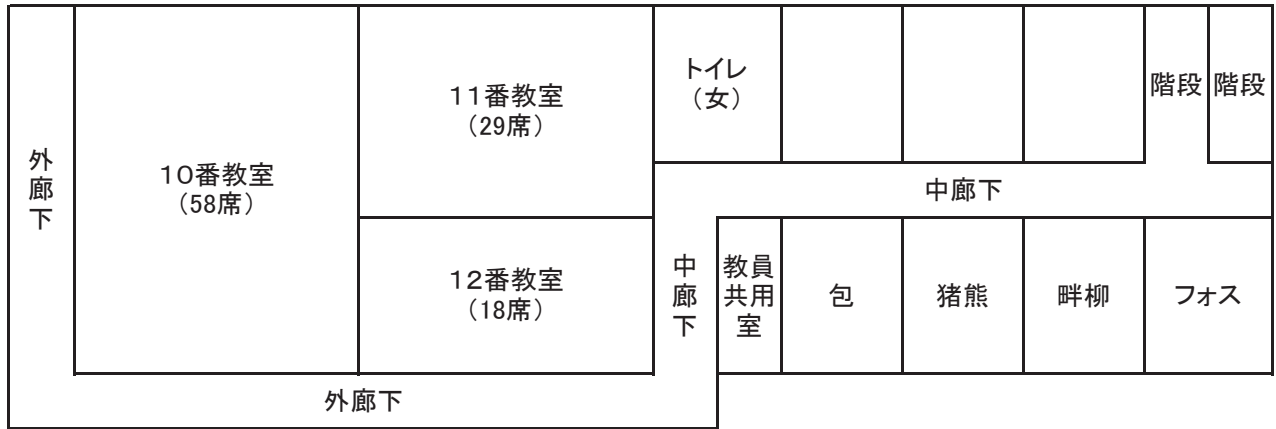 外廊下
10番教室
(58席)
11番教室
(29席)
12番教室
(18席)
トイレ
(女)
階段
階段
中廊下
中廊下
教員
共用
室
包
猪熊
畔柳
フォス
外廊下